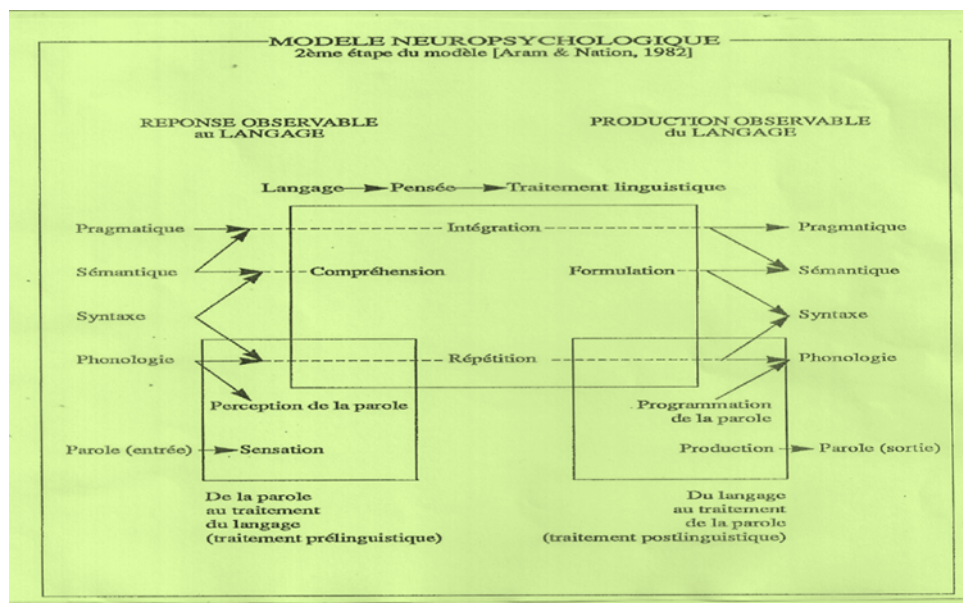 MODELE NEUROPSYCHOLOGIQUE
2ème étape du modèle [Aram & Nation, 1982]
REPONSE OBSERVABLE
au LANGAGE
PRODUCTION OBSERVABLE
du LANGAGE
Langage Pensée Traitement linguistique
Pragmatique Intégration Pragmatique
Sémantique Compréhension Formulation Sémantique
Syntaxe Syntaxe
Phonologie Répétition Phonologie
Perception de la parole
Programmation
de la parole
Parole (entrée) Sensation Production Parole (sortie)
De la parole
au traitement
du langage
(traitement prélinguistique)
Du langage
au traitement
de la parole
(traitement postlinguistique)